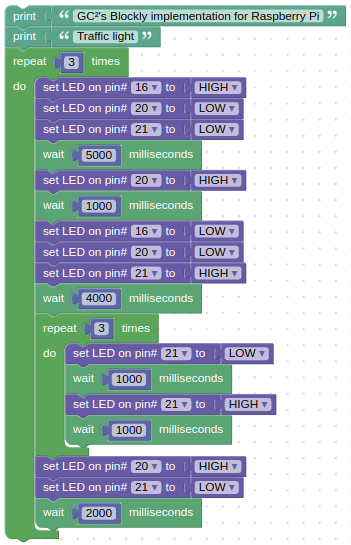 print “ GC²'s Blockly implementation for Raspberry Pi ”
print “ Traffic light ”
repeat 3 times
do set LED on pin# 16 ▾ to HIGH ▾
set LED on pin# 20 ▾ to LOW ▾
set LED on pin# 21 ▾ to LOW ▾
wait 5000 milliseconds
set LED on pin# 20 ▾ to HIGH ▾
wait 1000 milliseconds
set LED on pin# 16 ▾ to LOW ▾
set LED on pin# 20 ▾ to LOW ▾
set LED on pin# 21 ▾ to HIGH ▾
wait 4000 milliseconds
repeat 3 times
do set LED on pin# 21 ▾ to LOW ▾
wait 1000 milliseconds
set LED on pin# 21 ▾ to HIGH ▾
wait 1000 milliseconds
set LED on pin# 20 ▾ to HIGH ▾
set LED on pin# 21 ▾ to LOW ▾
wait 2000 milliseconds